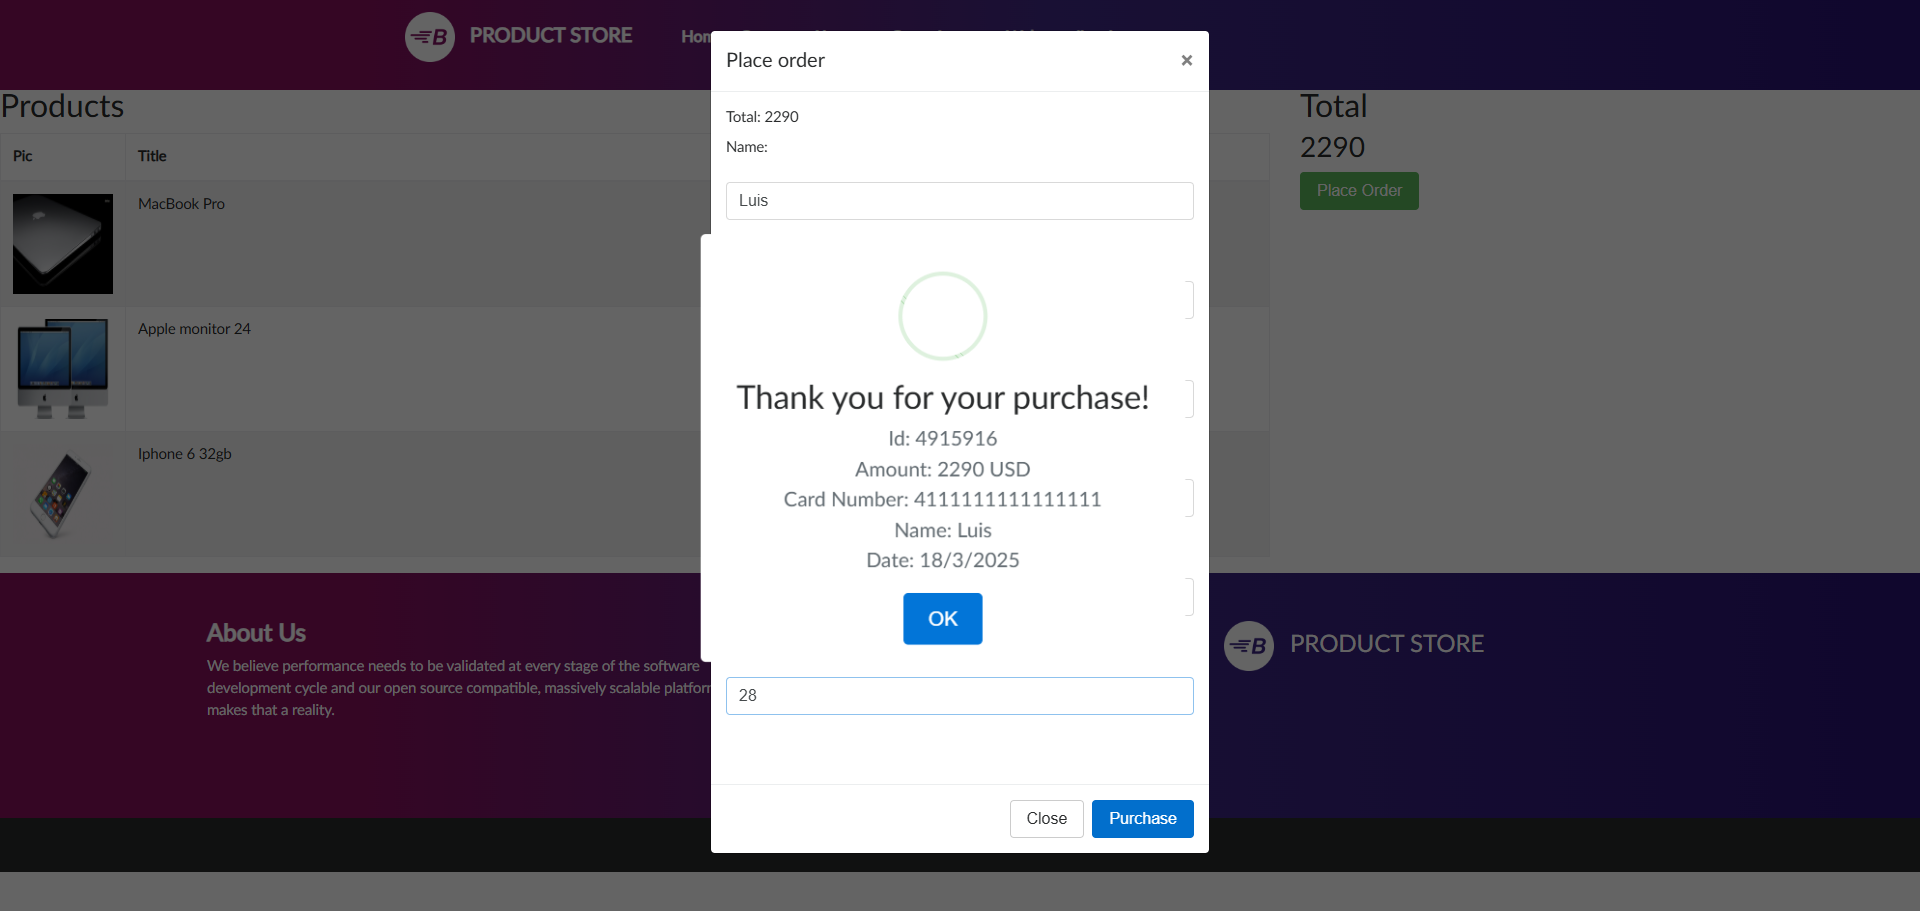 PRODUCT STORE
Place order
×
Products
Pic
Title
MacBook Pro
Apple monitor 24
Iphone 6 32gb
Total: 2290
Name:
Luis
Thank you for your purchase!
Id: 4915916
Amount: 2290 USD
Card Number: 4111111111111111
Name: Luis
Date: 18/3/2025
OK
28
Close
Purchase
Total
2290
Place Order
About Us
We believe performance needs to be validated at every stage of the software
development cycle and our open source compatible, massively scalable platform
makes that a reality.
PRODUCT STORE